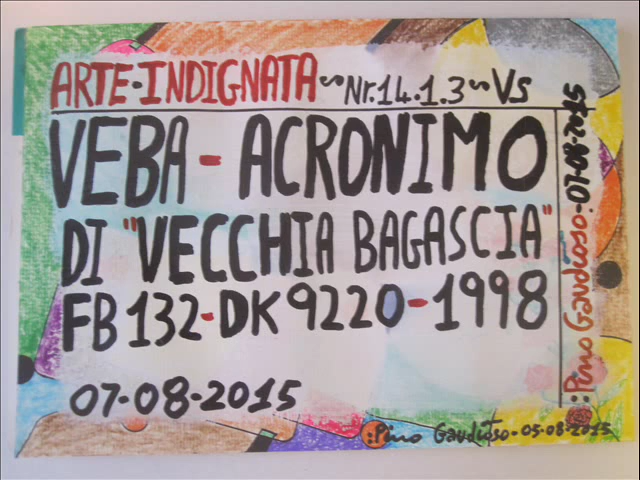 ARTE-INDIGNATA ~ Nr.14.1.3 ~ Vs
VEBA - ACRONIMO
DI "VECCHIA BAGASCIA"
FB 132-DK 9220-1998
07-08-2015
:Pino Gaudioso-05-08-2015
:Pino Gaudioso:07-08-2015